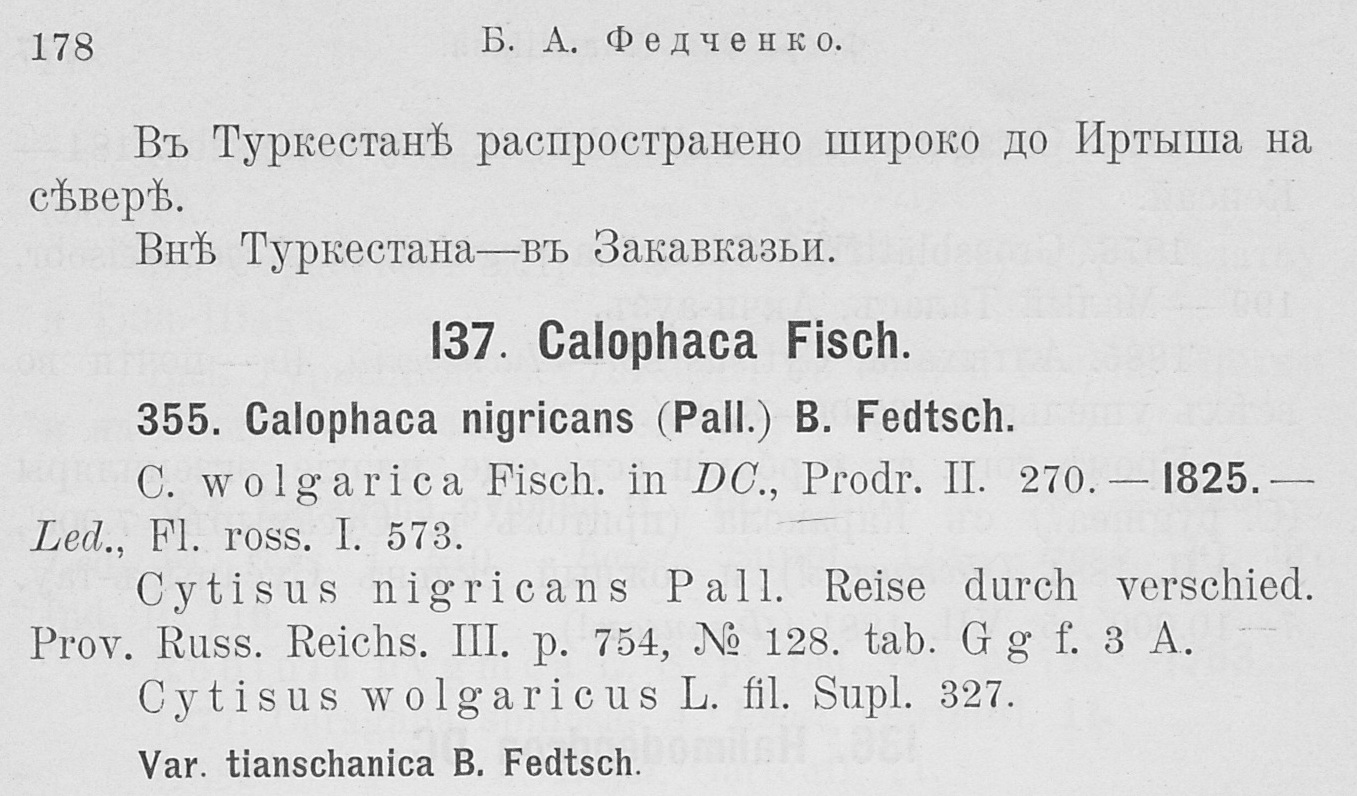 178
Б. А. Федченко.
Въ Туркестанѣ распространено широко до Иртыша на
сѣверѣ.
Внѣ Туркестана—въ Закавказьи.
137. Calophaca Fisch.
355. Calophaca nigricans (Pall.) B. Fedtsch.
C. wolgarica Fisch. in DC., Prodr. II. 270.—1825.—
Led., Fl. ross. I. 573.
Cytisus nigricans Pall. Reise durch verschied.
Prov. Russ. Reichs. III. p. 754, № 128. tab. G g f. 3 A.
Cytisus wolgaricus L. fil. Supl. 327.
Var. tianschanica B. Fedtsch.